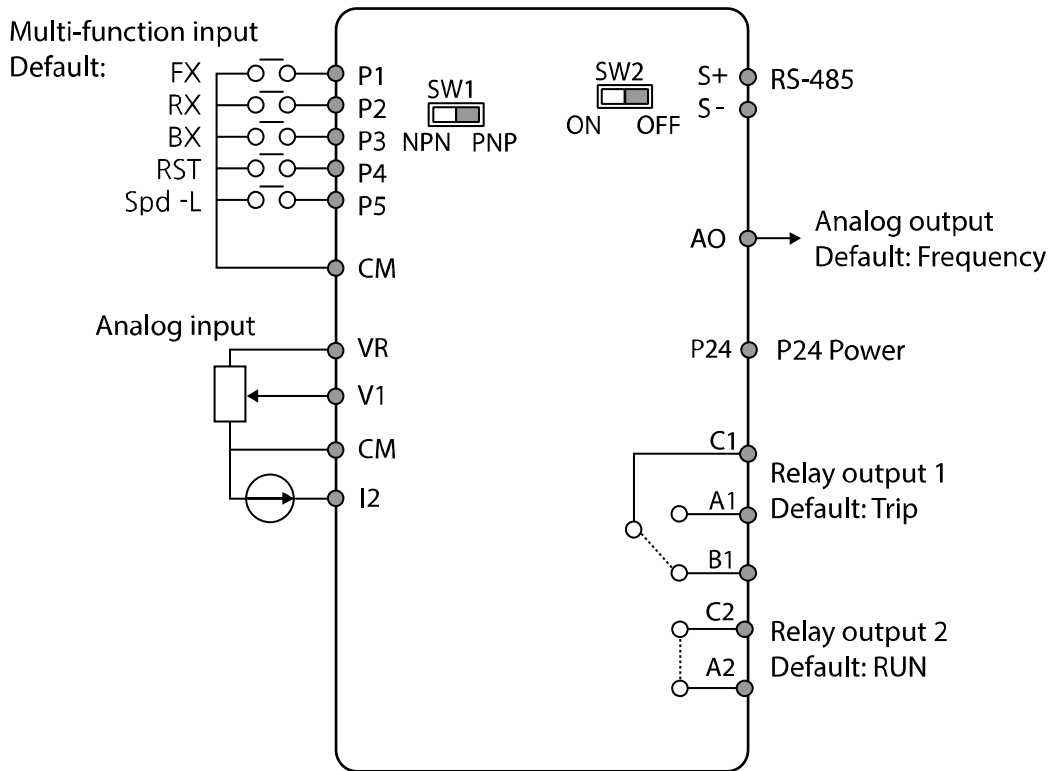 Multi-function input
Default:
FX
RX
BX
RST
Spd -L
P1
P2
P3
P4
P5
CM
SW1
NPN PNP
SW2
ON OFF
S+
S-
RS-485
AO
Analog output
Default: Frequency
Analog input
VR
V1
CM
I2
P24
P24 Power
C1
A1
B1
Relay output 1
Default: Trip
C2
A2
Relay output 2
Default: RUN